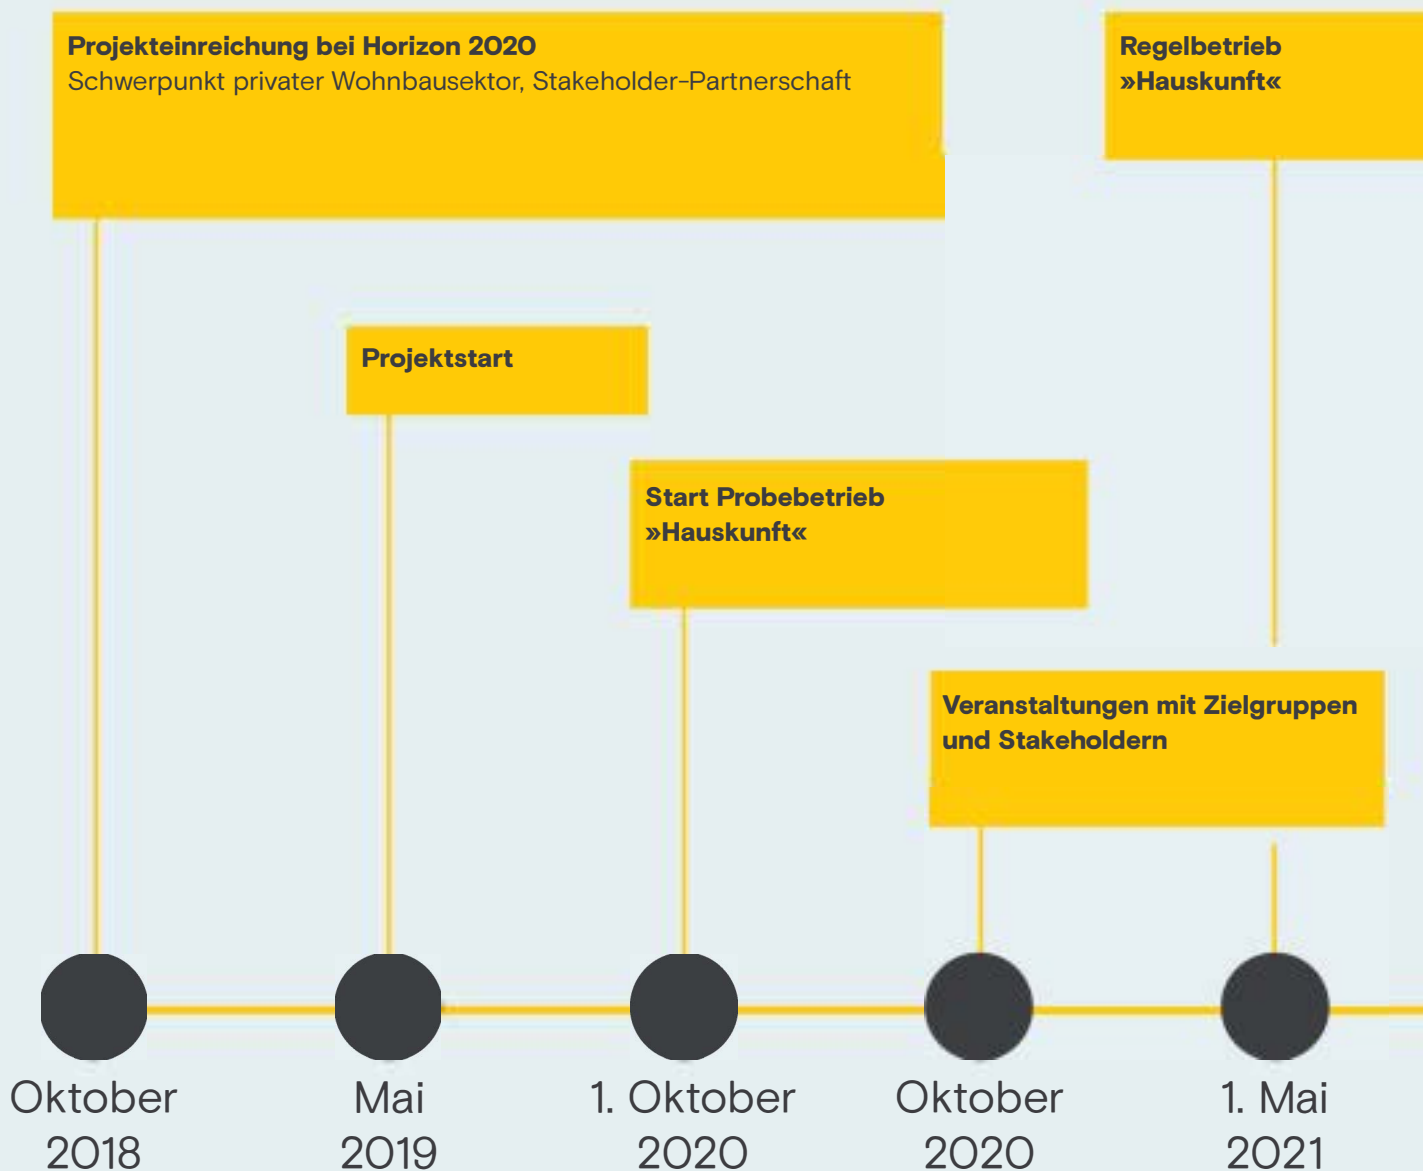 Projekteinreichung bei Horizon 2020
Schwerpunkt privater Wohnbausektor, Stakeholder-Partnerschaft
Regelbetrieb
»Hauskunft«
Projektstart
Start Probebetrieb
»Hauskunft«
Veranstaltungen mit Zielgruppen
und Stakeholdern
Oktober
2018
Mai
2019
1. Oktober
2020
Oktober
2020
1. Mai
2021